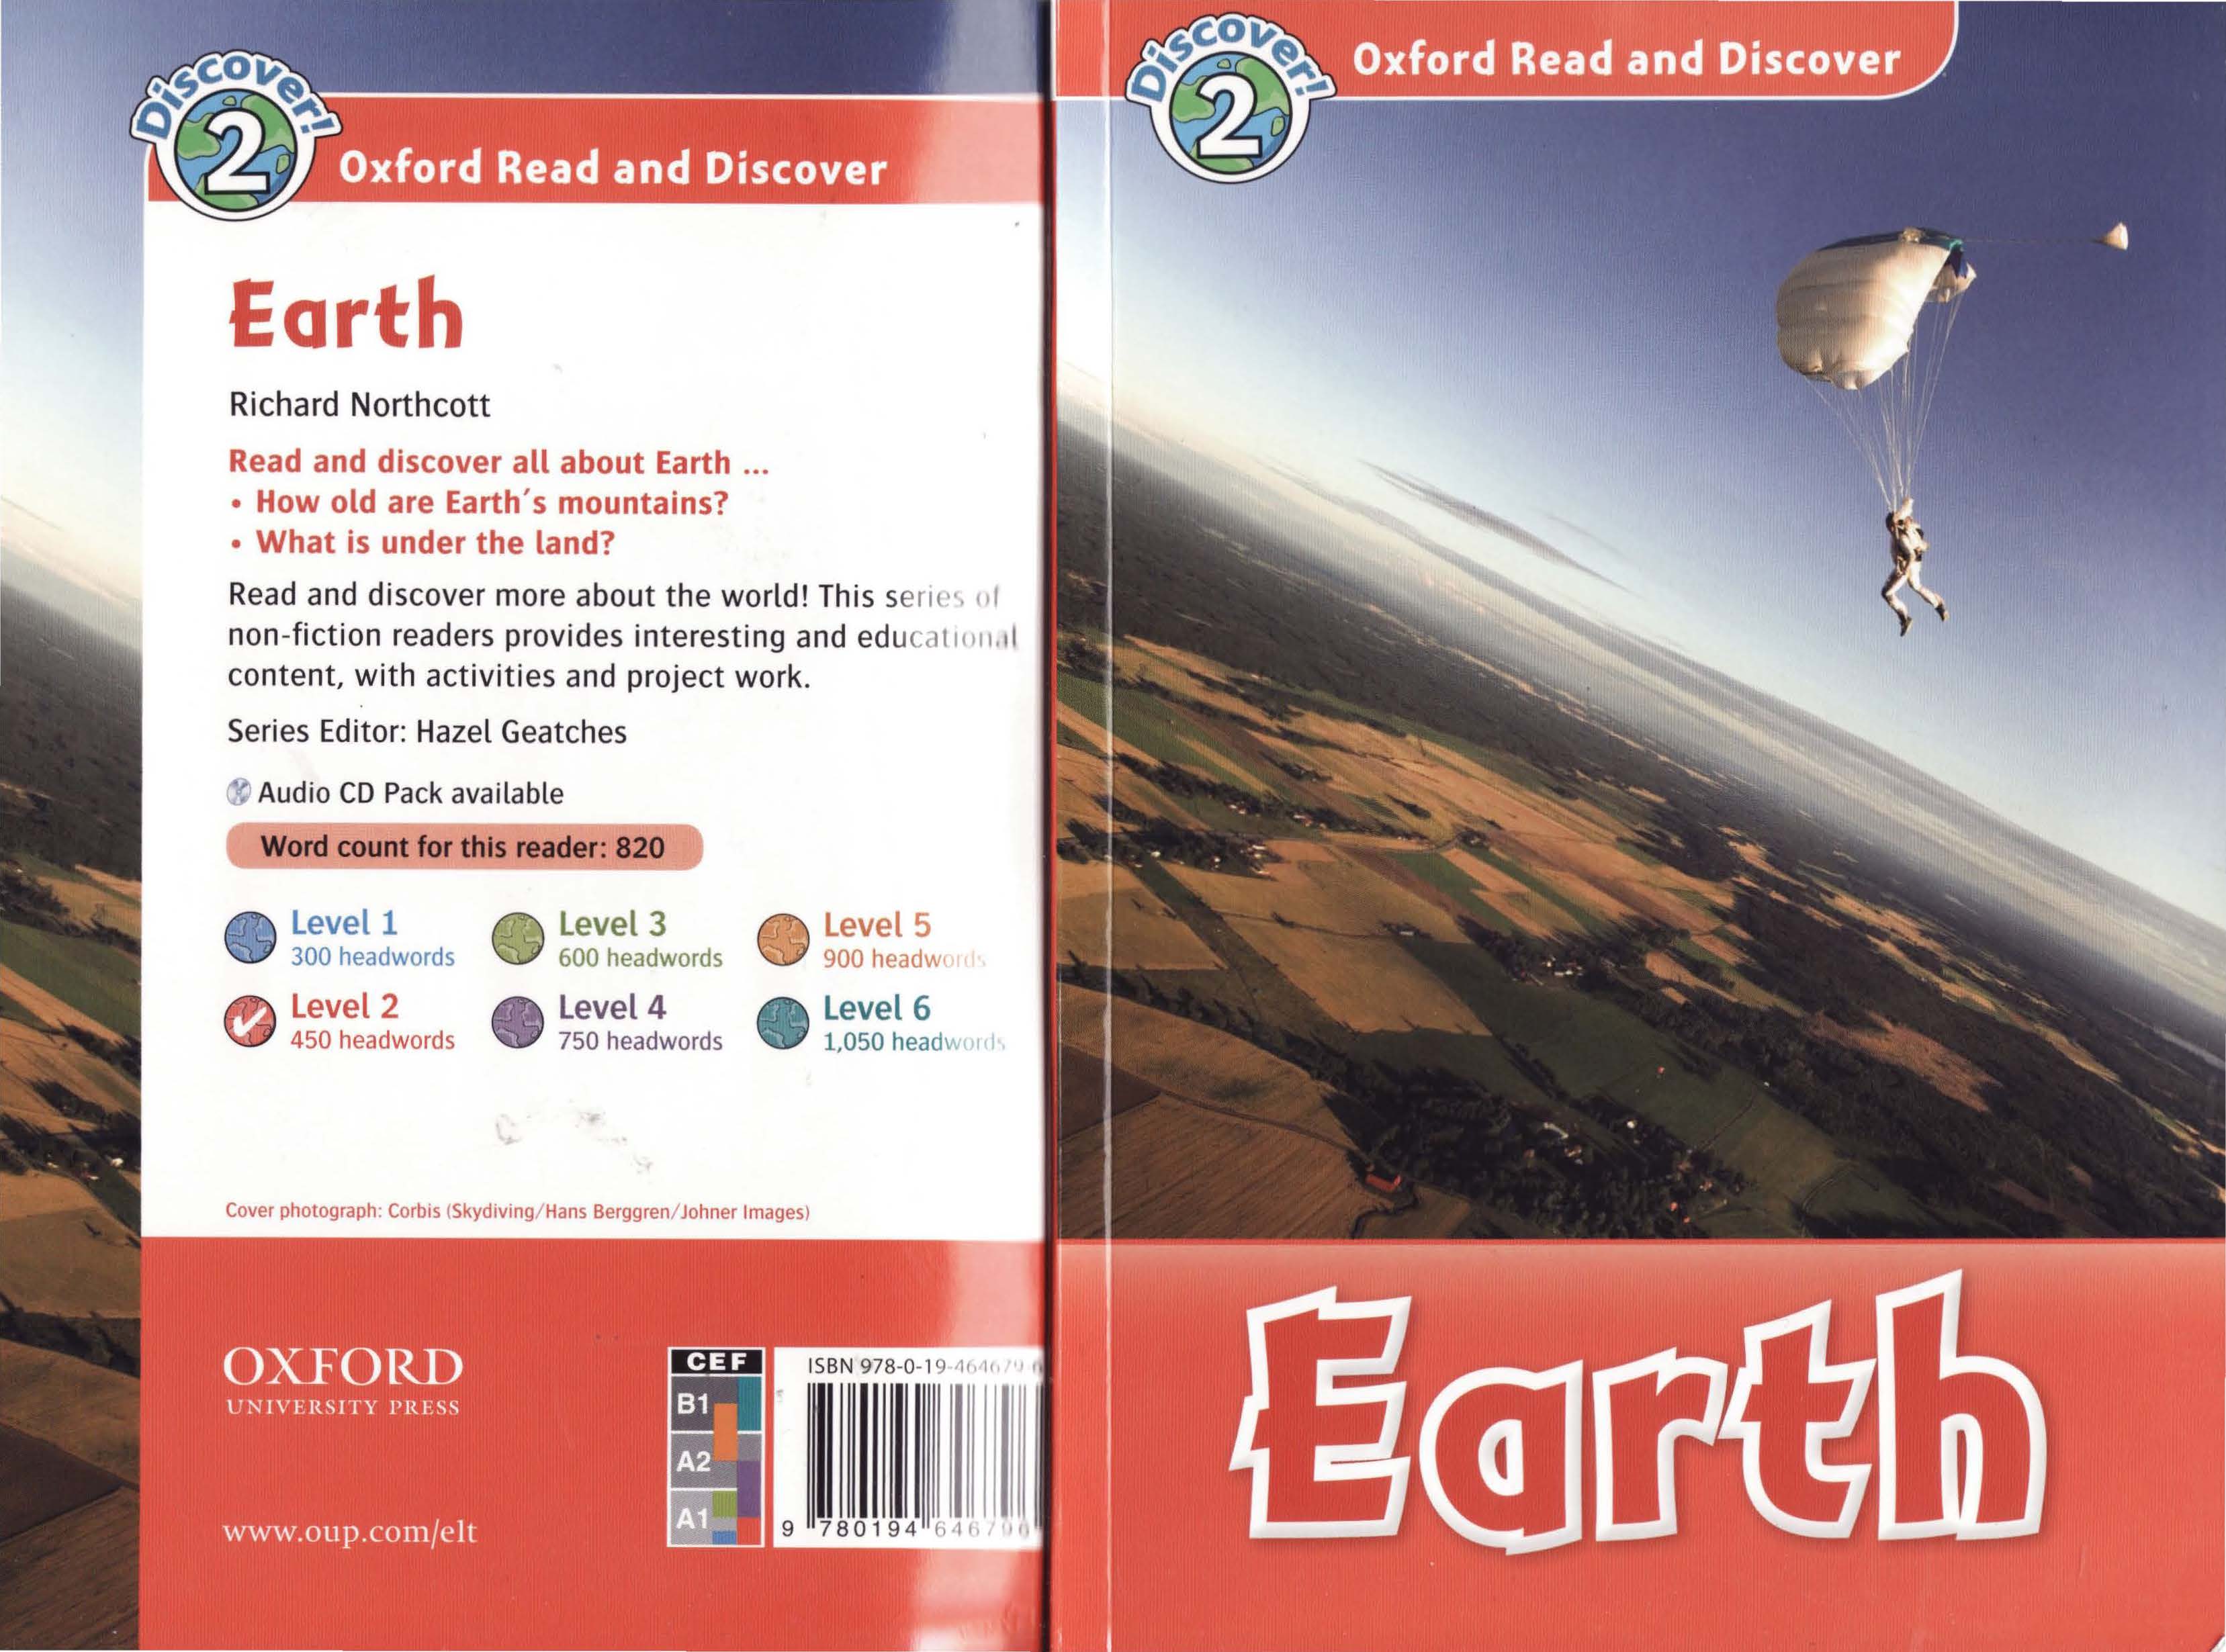 Discover!
2
Oxford Read and Discover
Earth
Richard Northcott
Read and discover all about Earth ...
• How old are Earth's mountains?
• What is under the land?
Read and discover more about the world! This series of
non-fiction readers provides interesting and educational
content, with activities and project work.
Series Editor: Hazel Geatches
Audio CD Pack available
Word count for this reader: 820
Level 1
300 headwords
Level 3
600 headwords
Level 5
900 headwords
Level 2
450 headwords
Level 4
750 headwords
Level 6
1,050 headwords
Cover photograph: Corbis (Skydiving/Hans Berggren/Johner Images)
OXFORD
UNIVERSITY PRESS
www.oup.com/elt
CEF
B1
A2
A1
ISBN 978-0-19-464679-6
9 780194 646796
Discover!
2
Oxford Read and Discover
Earth